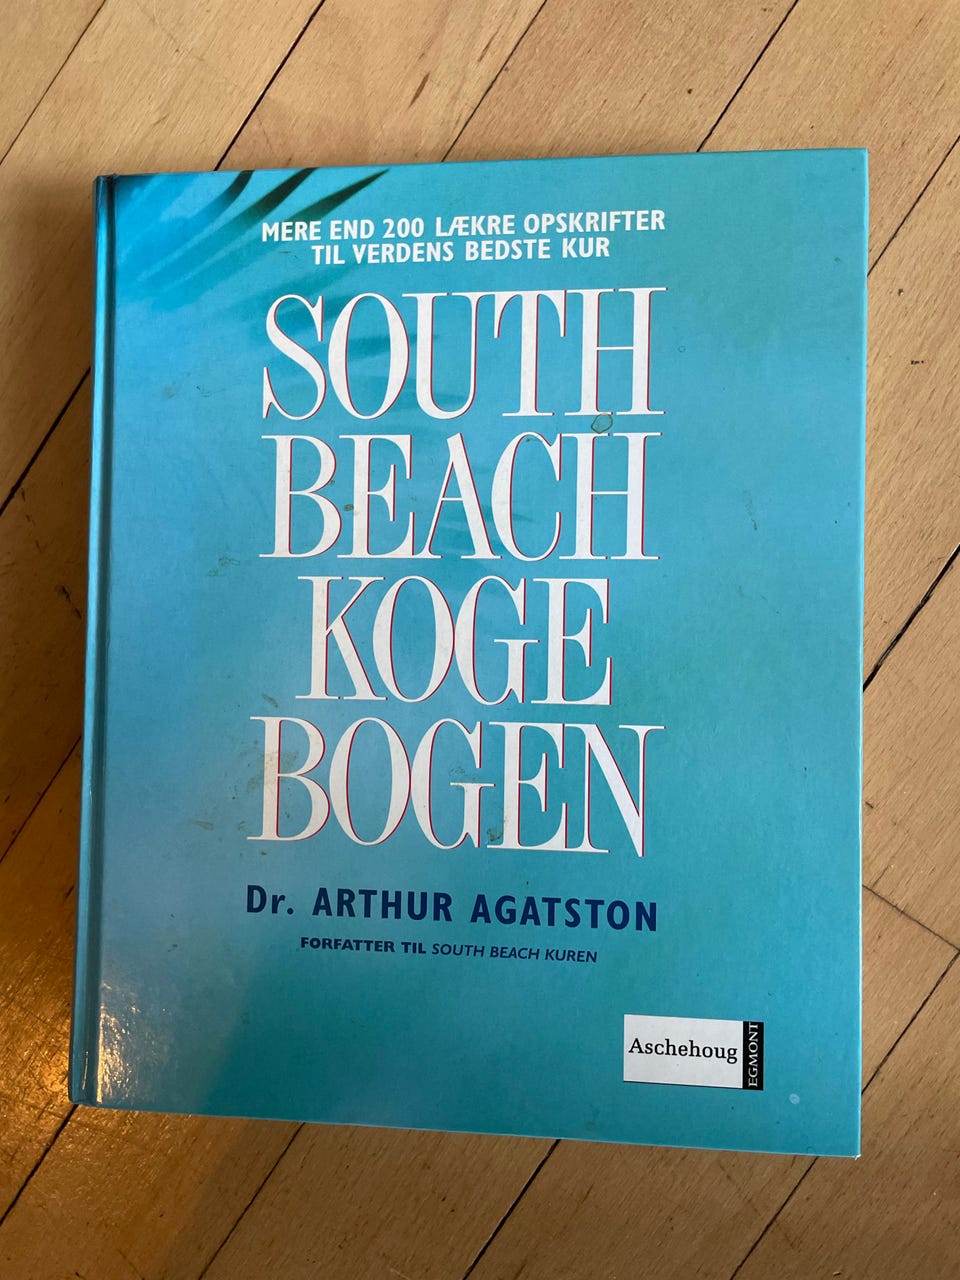 MERE END 200 LÆKRE OPSKRIFTER
TIL VERDENS BEDSTE KUR
SOUTH
BEACH
KOGE
BOGEN
Dr. ARTHUR AGATSTON
FORFATTER TIL SOUTH BEACH KUREN
Aschehoug
EGMONT